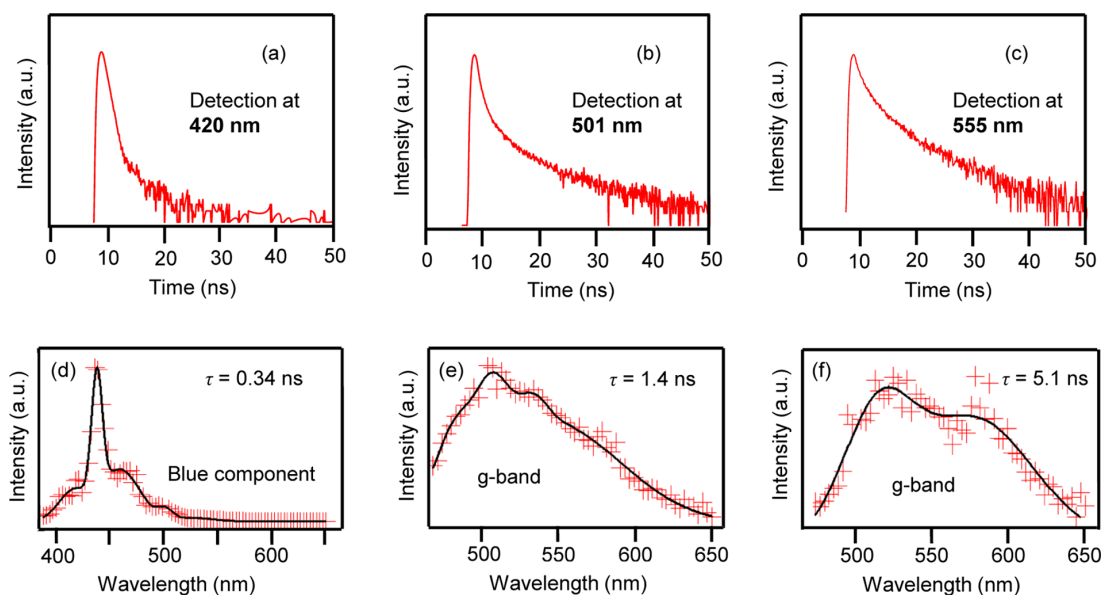 (a)
Detection at
420 nm
Intensity (a.u.)
0 10 20 30 40 50
Time (ns)
(b)
Detection at
501 nm
Intensity (a.u.)
0 10 20 30 40 50
Time (ns)
(c)
Detection at
555 nm
Intensity (a.u.)
0 10 20 30 40 50
Time (ns)
(d)
τ = 0.34 ns
Blue component
Intensity (a.u.)
400 500 600
Wavelength (nm)
(e)
τ = 1.4 ns
g-band
Intensity (a.u.)
500 550 600 650
Wavelength (nm)
(f)
τ = 5.1 ns
g-band
Intensity (a.u.)
500 550 600 650
Wavelength (nm)